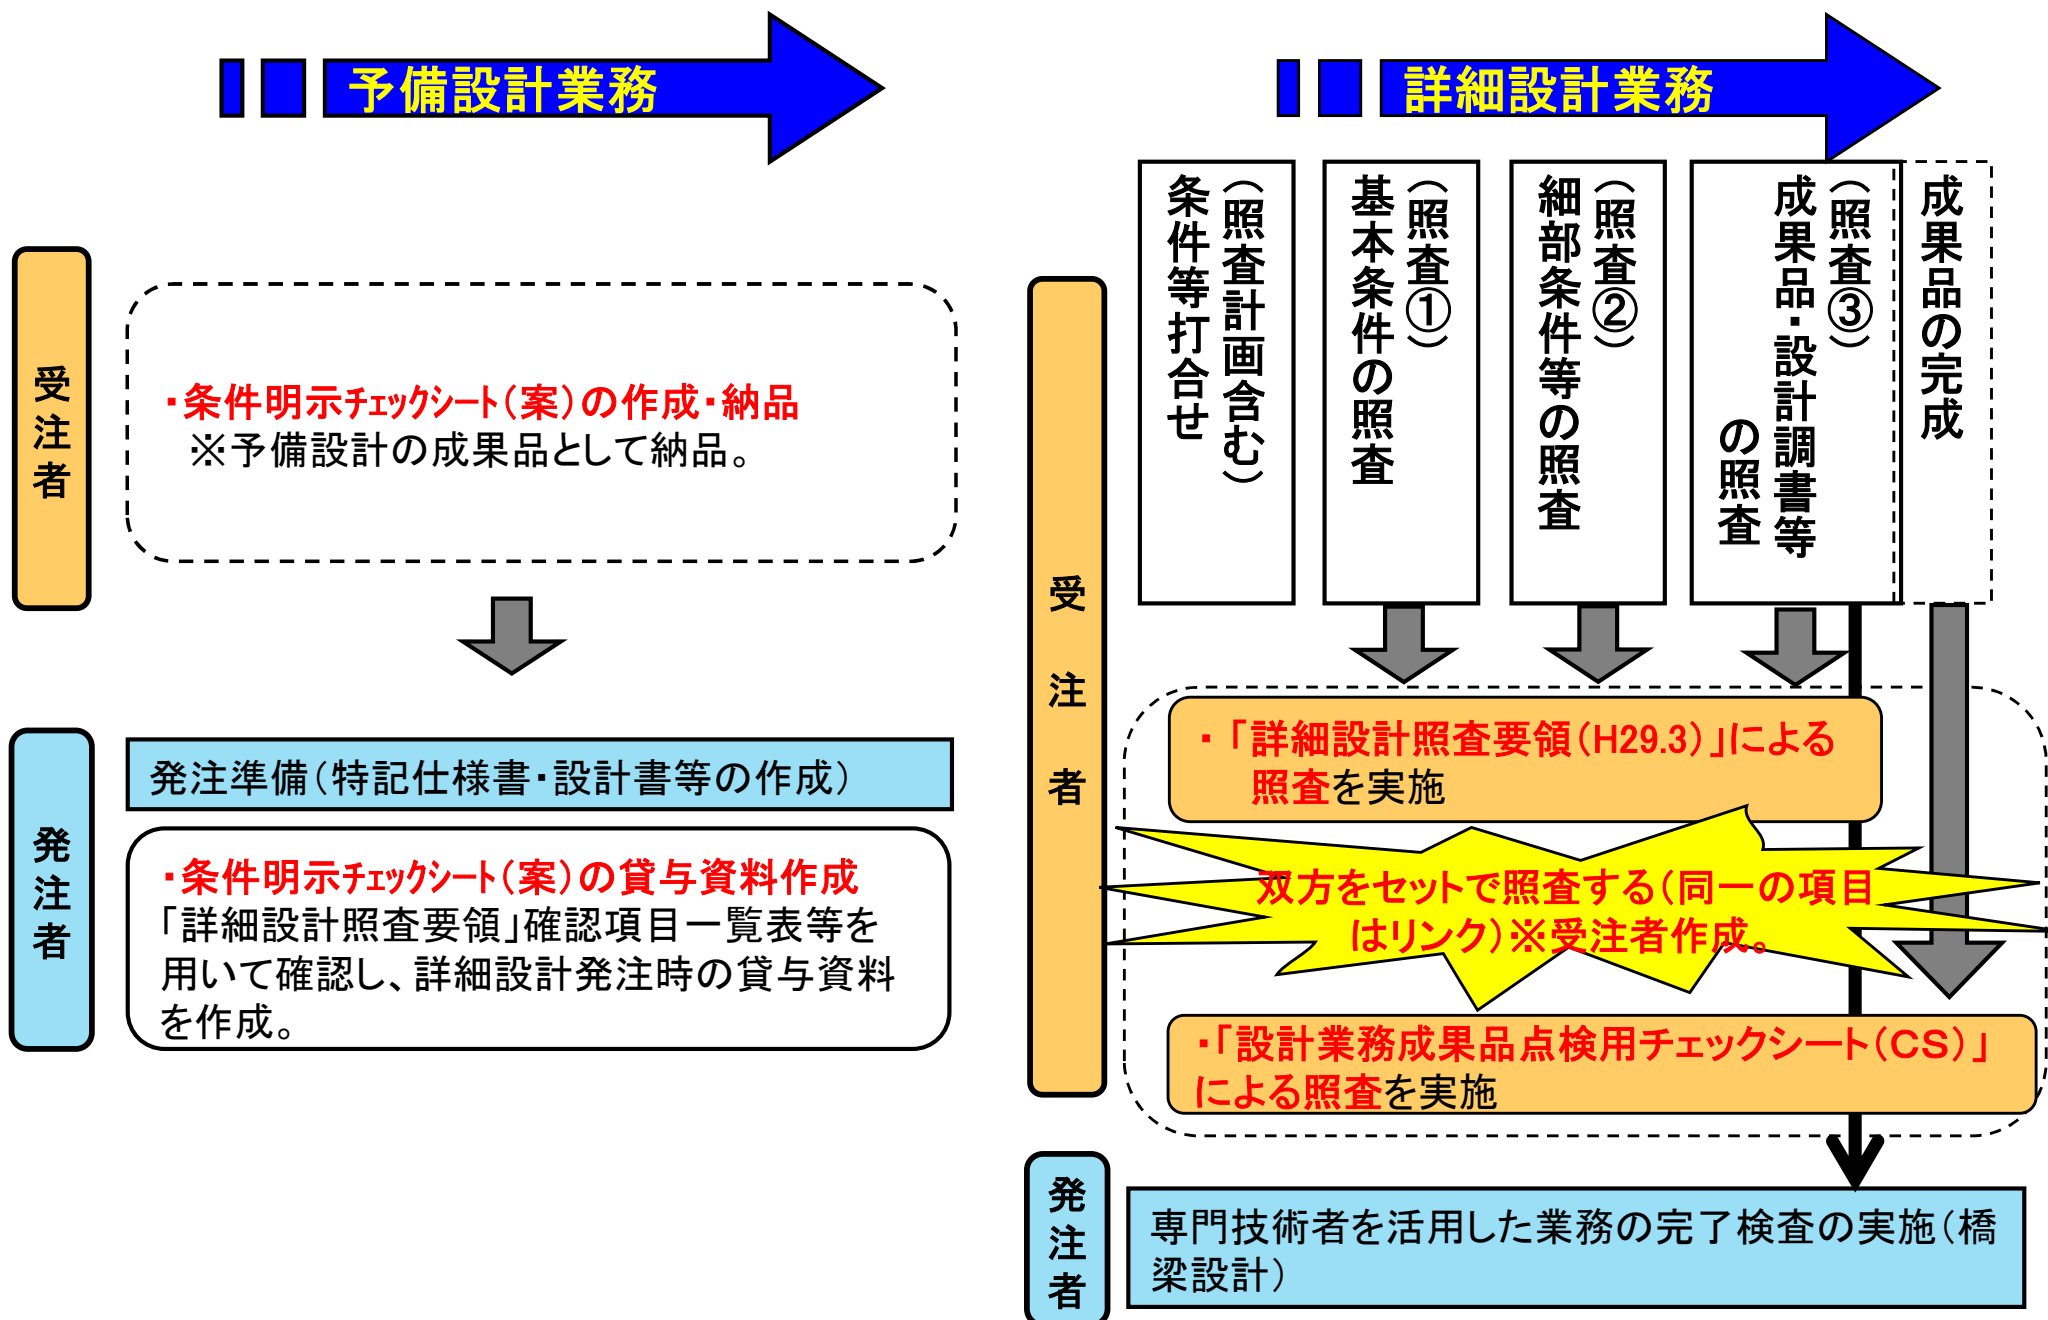 予備設計業務
受注者
・条件明示チェックシート（案）の作成・納品
※予備設計の成果品として納品。
発注者
発注準備（特記仕様書・設計書等の作成）
・条件明示チェックシート（案）の貸与資料作成
「詳細設計照査要領」確認項目一覧表等を
用いて確認し、詳細設計発注時の貸与資料
を作成。
詳細設計業務
（照査計画含む）
条件等打合せ
（照査①）
基本条件の照査
（照査②）
細部条件等の照査
（照査③）
成果品・設計調書等
の照査
成果品の完成
受注者
・「詳細設計照査要領（H29.3）」による
照査を実施
双方をセットで照査する（同一の項目
はリンク）※受注者作成。
・「設計業務成果品点検用チェックシート（CS）」
による照査を実施
発注者
専門技術者を活用した業務の完了検査の実施（橋
梁設計）